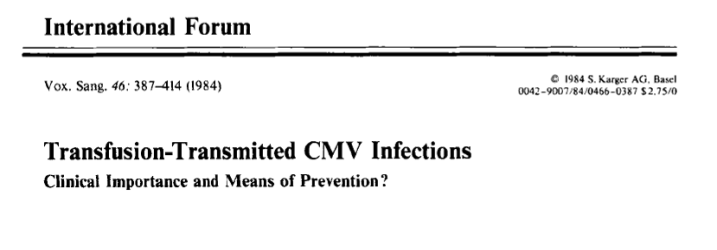 International Forum
Vox. Sang. 46: 387–414 (1984)
© 1984 S. Karger AG, Basel
0042–9007/84/0466–0387 $2.75/0
Transfusion-Transmitted CMV Infections
Clinical Importance and Means of Prevention?